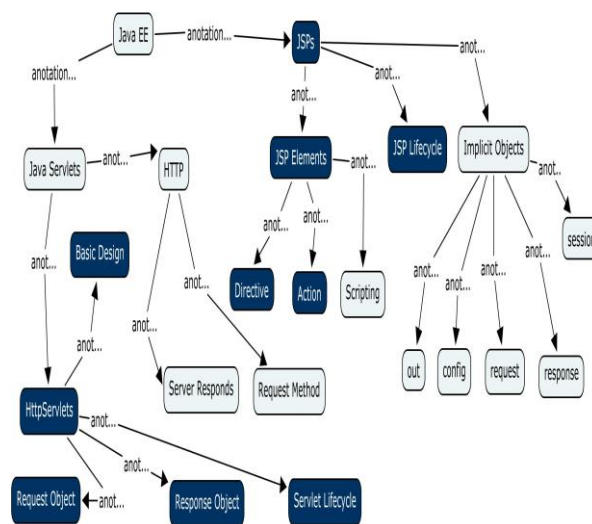 Java EE
anotation...
JSPs
anotation...
anot...
anot...
anot...
Java Servlets
anot...
HTTP
JSP Elements
anot...
JSP Lifecycle
Implicit Objects
anot..
session
anot...
Basic Design
anot...
anot...
Directive
Action
Scripting
anot...
anot...
anot...
anot...
anot...
anot...
anot...
out
config
request
response
Server Responds
Request Method
HttpServlets
anot...
anot...
anot...
Request Object
Response Object
Servlet Lifecycle